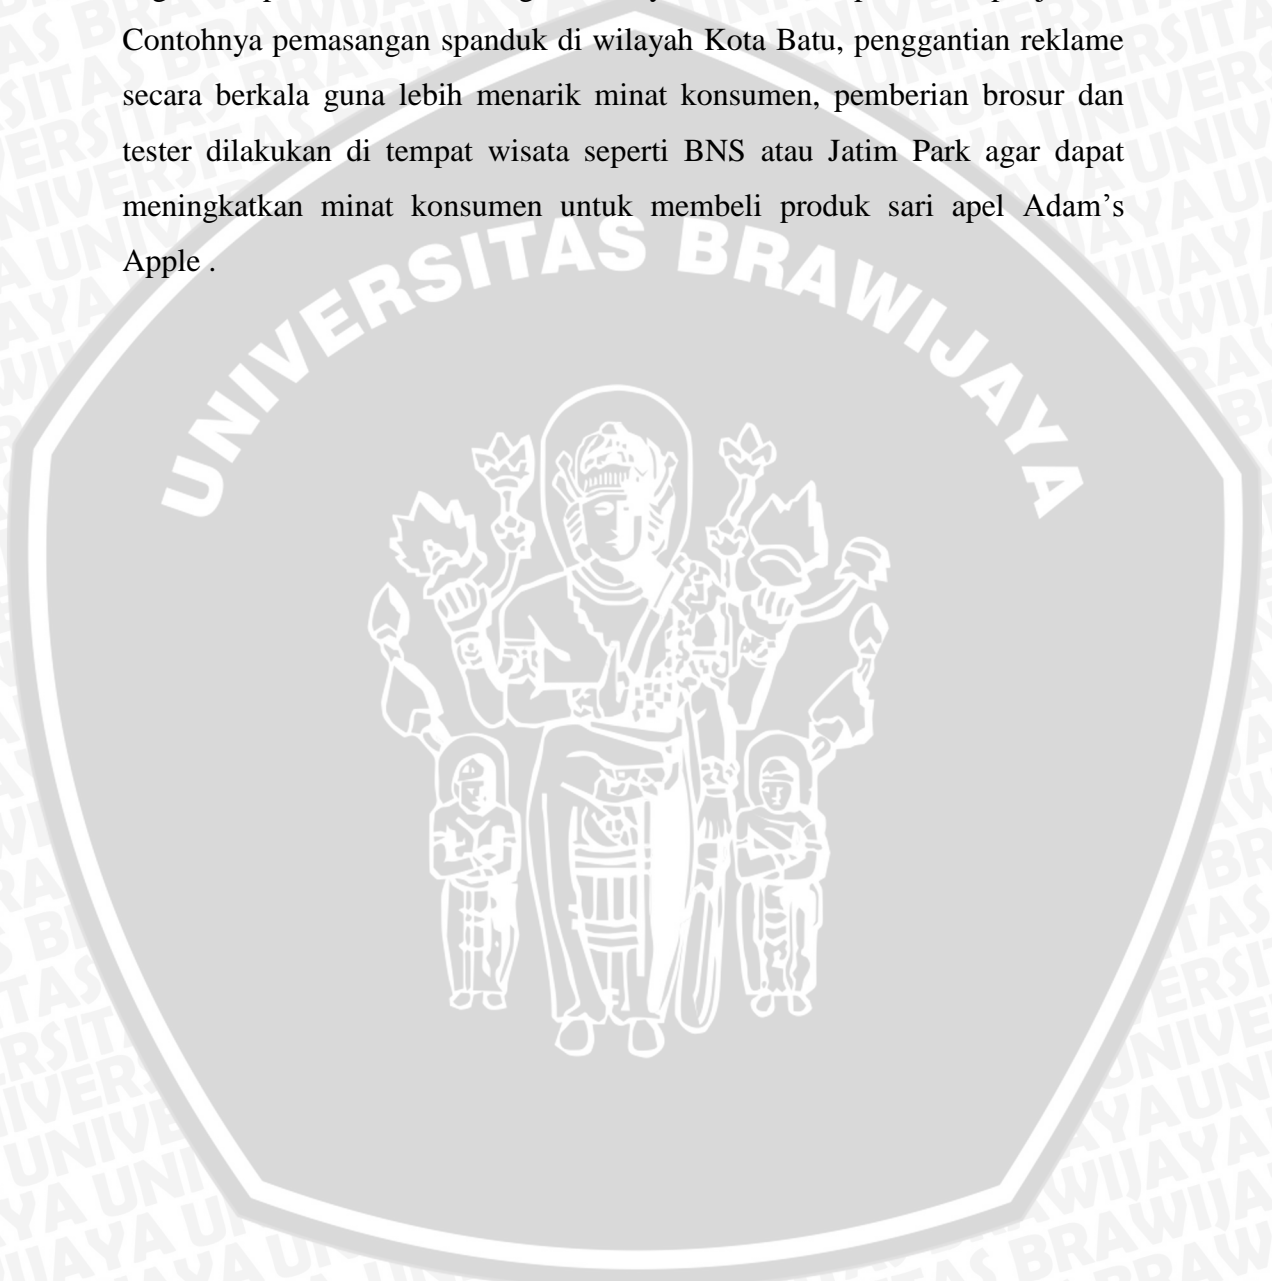 Contohnya pemasangan spanduk di wilayah Kota Batu, penggantian reklame
secara berkala guna lebih menarik minat konsumen, pemberian brosur dan
tester dilakukan di tempat wisata seperti BNS atau Jatim Park agar dapat
meningkatkan minat konsumen untuk membeli produk sari apel Adam’s
Apple .
UNIVERSITAS BRAWIJAYA